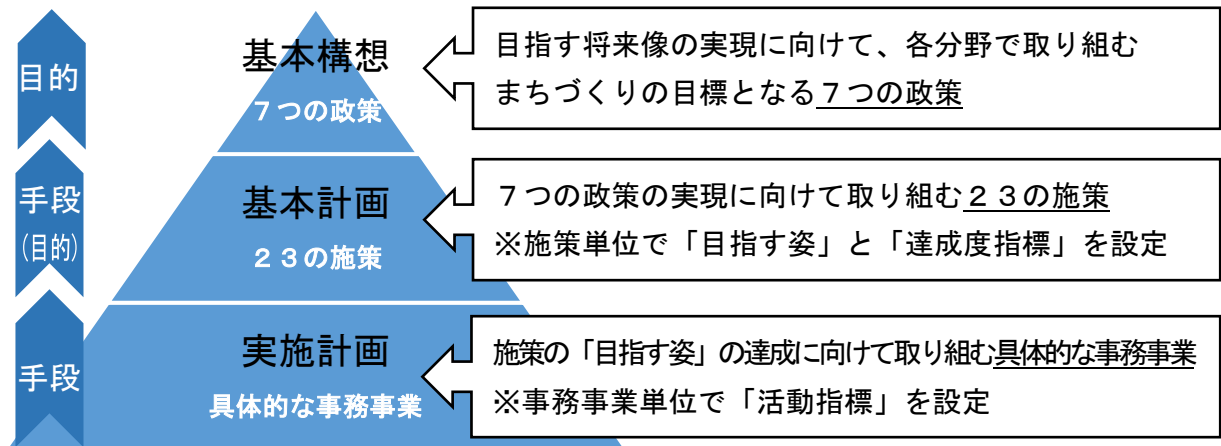 目的
基本構想
７つの政策
目指す将来像の実現に向けて、各分野で取り組む
まちづくりの目標となる７つの政策
手段
(目的)
基本計画
２３の施策
７つの政策の実現に向けて取り組む２３の施策
※施策単位で「目指す姿」と「達成度指標」を設定
手段
実施計画
具体的な事務事業
施策の「目指す姿」の達成に向けて取り組む具体的な事務事業
※事務事業単位で「活動指標」を設定